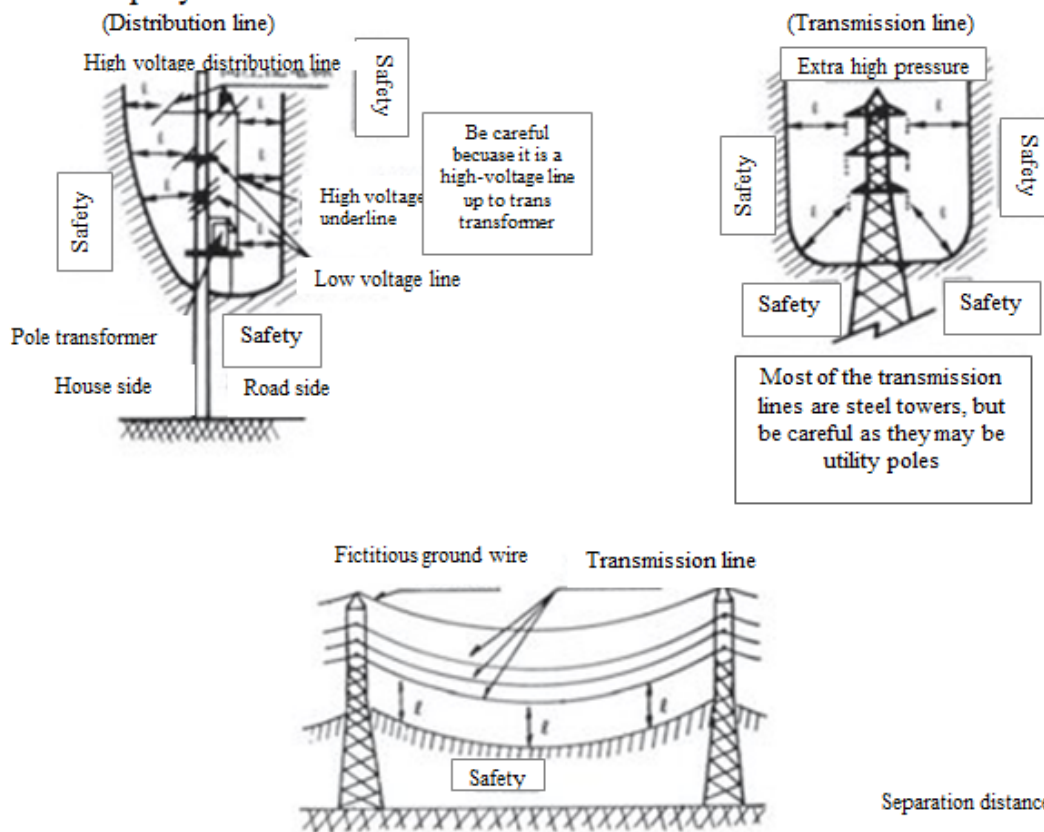 (Distribution line)
High voltage distribution line
Safety
Safety
Be careful
becuase it is a
high-voltage line
up to trans
transformer
High voltage
underline
Low voltage line
Pole transformer
Safety
House side
Road side
(Transmission line)
Extra high pressure
ℓ
ℓ
Safety
Safety
ℓ
ℓ
Safety
Safety
Most of the transmission
lines are steel towers, but
be careful as they may be
utility poles
Fictitious ground wire
Transmission line
ℓ
ℓ
ℓ
Safety
Separation distance